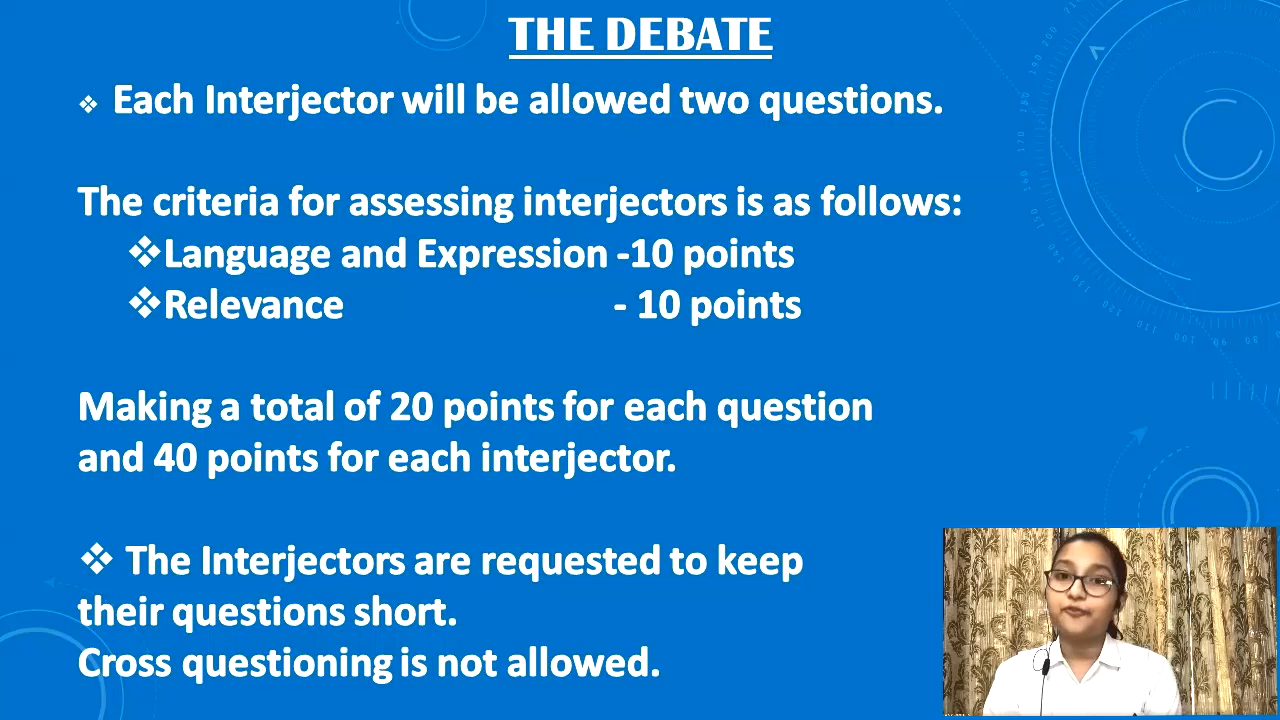 THE DEBATE
❖ Each Interjector will be allowed two questions.
The criteria for assessing interjectors is as follows:
❖Language and Expression -10 points
❖Relevance - 10 points
Making a total of 20 points for each question
and 40 points for each interjector.
❖ The Interjectors are requested to keep
their questions short.
Cross questioning is not allowed.